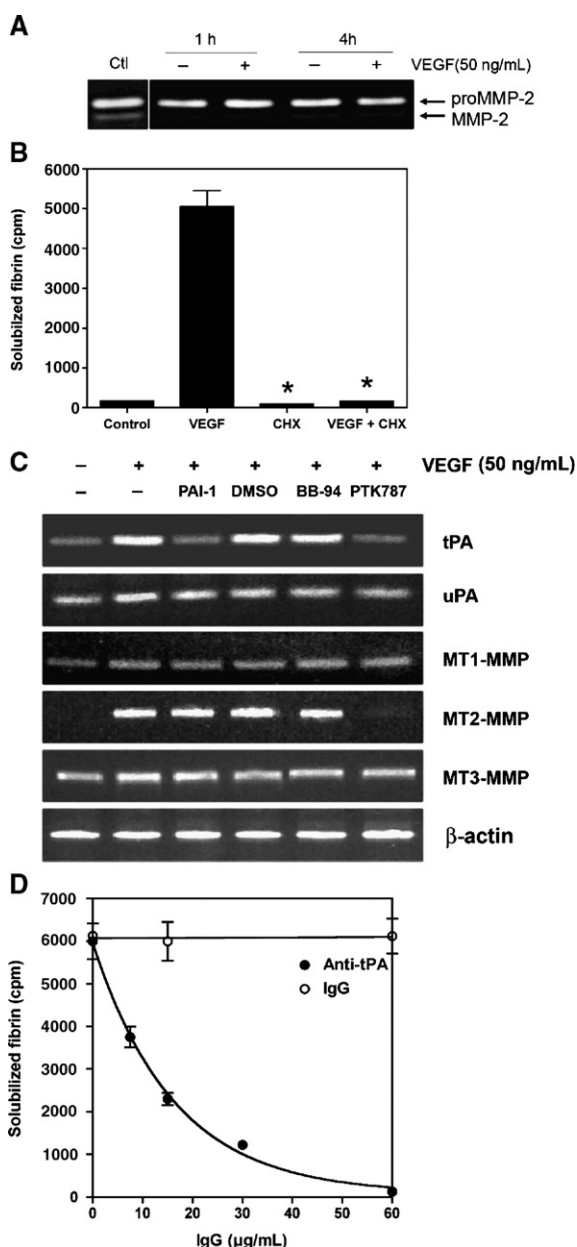 A
1 h 4h
Ctl – + – + VEGF(50 ng/mL)
proMMP-2
MMP-2
B
Solubilized fibrin (cpm)
6000
5000
4000
3000
2000
1000
0
* *
Control VEGF CHX VEGF + CHX
C
– + + + + + VEGF (50 ng/mL)
– – PAI-1 DMSO BB-94 PTK787
tPA
uPA
MT1-MMP
MT2-MMP
MT3-MMP
β-actin
D
Solubilized fibrin (cpm)
7000
6000
5000
4000
3000
2000
1000
0
Anti-tPA
IgG
0 10 20 30 40 50 60
IgG (µg/mL)